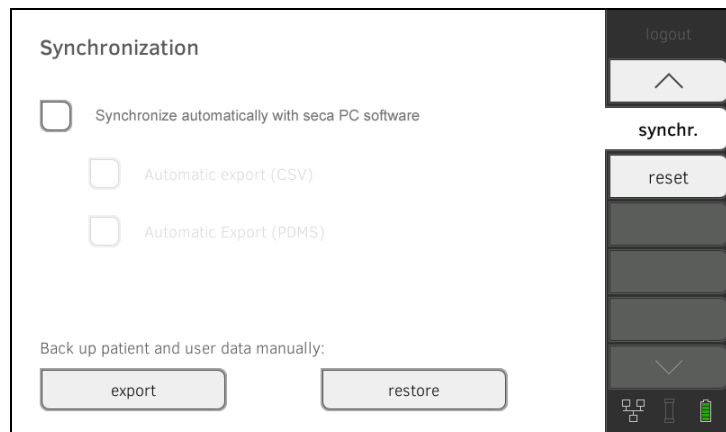 Synchronization
Synchronize automatically with seca PC software
Automatic export (CSV)
Automatic Export (PDMS)
Back up patient and user data manually:
export
restore
logout
synchr.
reset